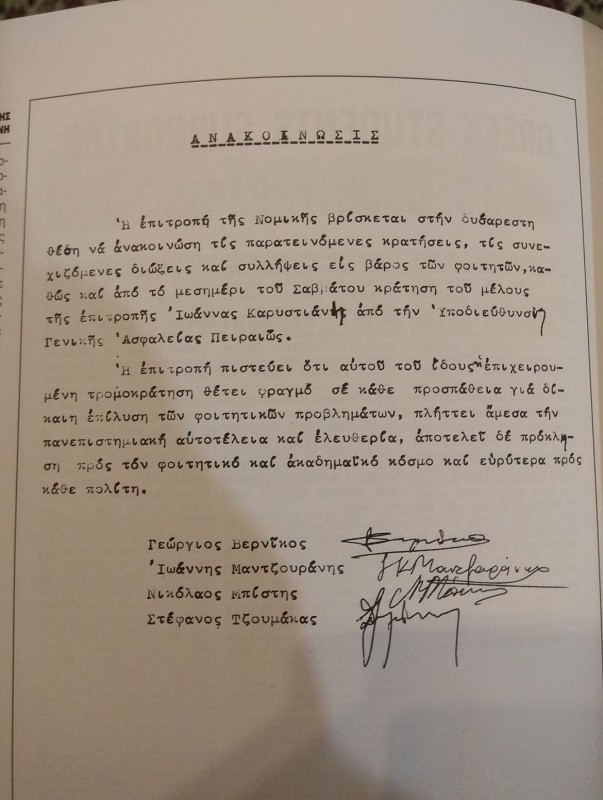 ΑΝΑΚΟΙΝΩΣΙΣ
Ἡ ἐπιτροπή τῆς Νομικῆς βρίσκεται στήν δυσάρεστη
θέση νά ἀνακοινώση τίς παρατεινόμενες κρατήσεις, τίς συνε-
χιζόμενες διώξεις καί συλλήψεις εἰς βάρος τῶν φοιτητῶν,κα-
θώς καί ἀπό τό μεσημέρι τοῦ Σαββάτου κράτηση τοῦ μέλους
τῆς ἐπιτροπῆς Ἰωάννας Καρυστιάνη ἀπό τήν Ὑποδιεύθυνση
Γενικῆς Ἀσφαλείας Πειραιῶς.
Ἡ ἐπιτροπή πιστεύει ὅτι αὐτοῦ τοῦ εἴδους ἡ ἐπιχειρου-
μένη τρομοκράτηση θέτει φραγμό σέ κάθε προσπάθεια γιά δί-
καιη ἐπίλυση τῶν φοιτητικῶν προβλημάτων, πλήττει ἄμεσα τήν
πανεπιστημιακή αὐτοτέλεια καί ἐλευθερία, ἀποτελεῖ δέ πρόκλη-
ση πρός τόν φοιτητικό καί ἀκαδημαϊκό κόσμο καί εὐρύτερα πρός
κάθε πολίτη.
Γεώργιος Βερνίκος
Ἰωάννης Μαντζουράνης
Νικόλαος Μπίστης
Στέφανος Τζουμάκας